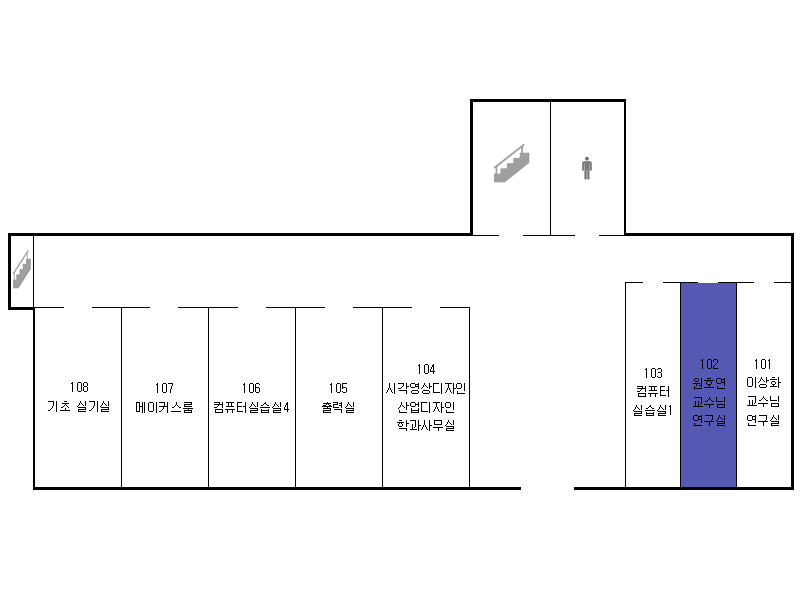 108
기초 실기실
107
메이커스룸
106
컴퓨터실습실4
105
출력실
104
시각영상디자인
산업디자인
학과사무실
103
컴퓨터
실습실1
102
원호연
교수님
연구실
101
이상화
교수님
연구실